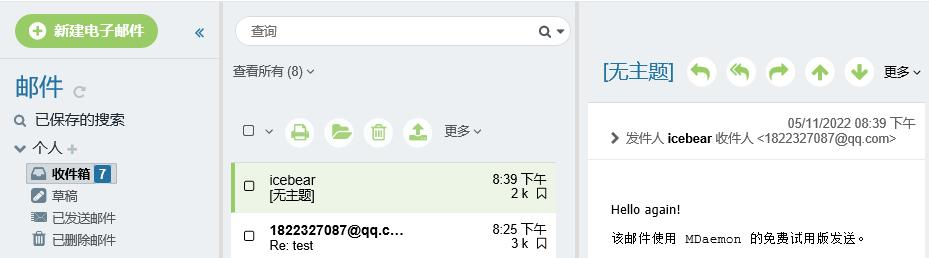 新建电子邮件
邮件
已保存的搜索
个人
收件箱 7
草稿
已发送邮件
已删除邮件
查询
查看所有 (8)
更多
icebear 8:39 下午
[无主题] 2 k
1822327087@qq.c... 8:25 下午
Re: test 3 k
[无主题]
更多
05/11/2022 08:39 下午
发件人 icebear 收件人 <1822327087@qq.com>
Hello again!
该邮件使用 MDaemon 的免费试用版发送。